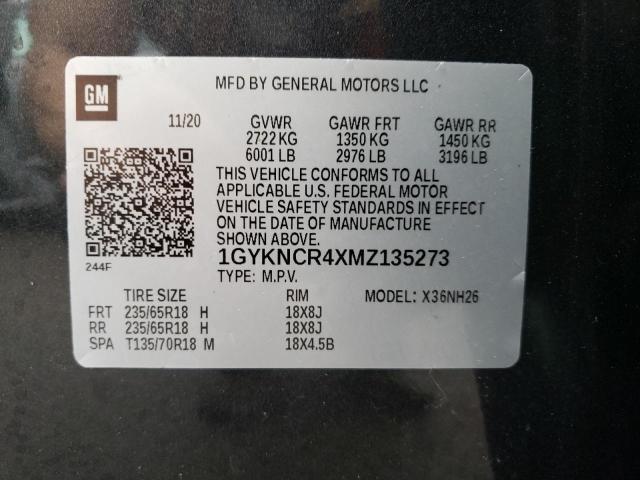 GM
MFD BY GENERAL MOTORS LLC
11/20 GVWR GAWR FRT GAWR RR
2722 KG 1350 KG 1450 KG
6001 LB 2976 LB 3196 LB
THIS VEHICLE CONFORMS TO ALL
APPLICABLE U.S. FEDERAL MOTOR
VEHICLE SAFETY STANDARDS IN EFFECT
ON THE DATE OF MANUFACTURE
SHOWN ABOVE.
244F
1GYKNCR4XMZ135273
TYPE: M.P.V.
TIRE SIZE RIM MODEL: X36NH26
FRT 235/65R18 H 18X8J
RR 235/65R18 H 18X8J
SPA T135/70R18 M 18X4.5B